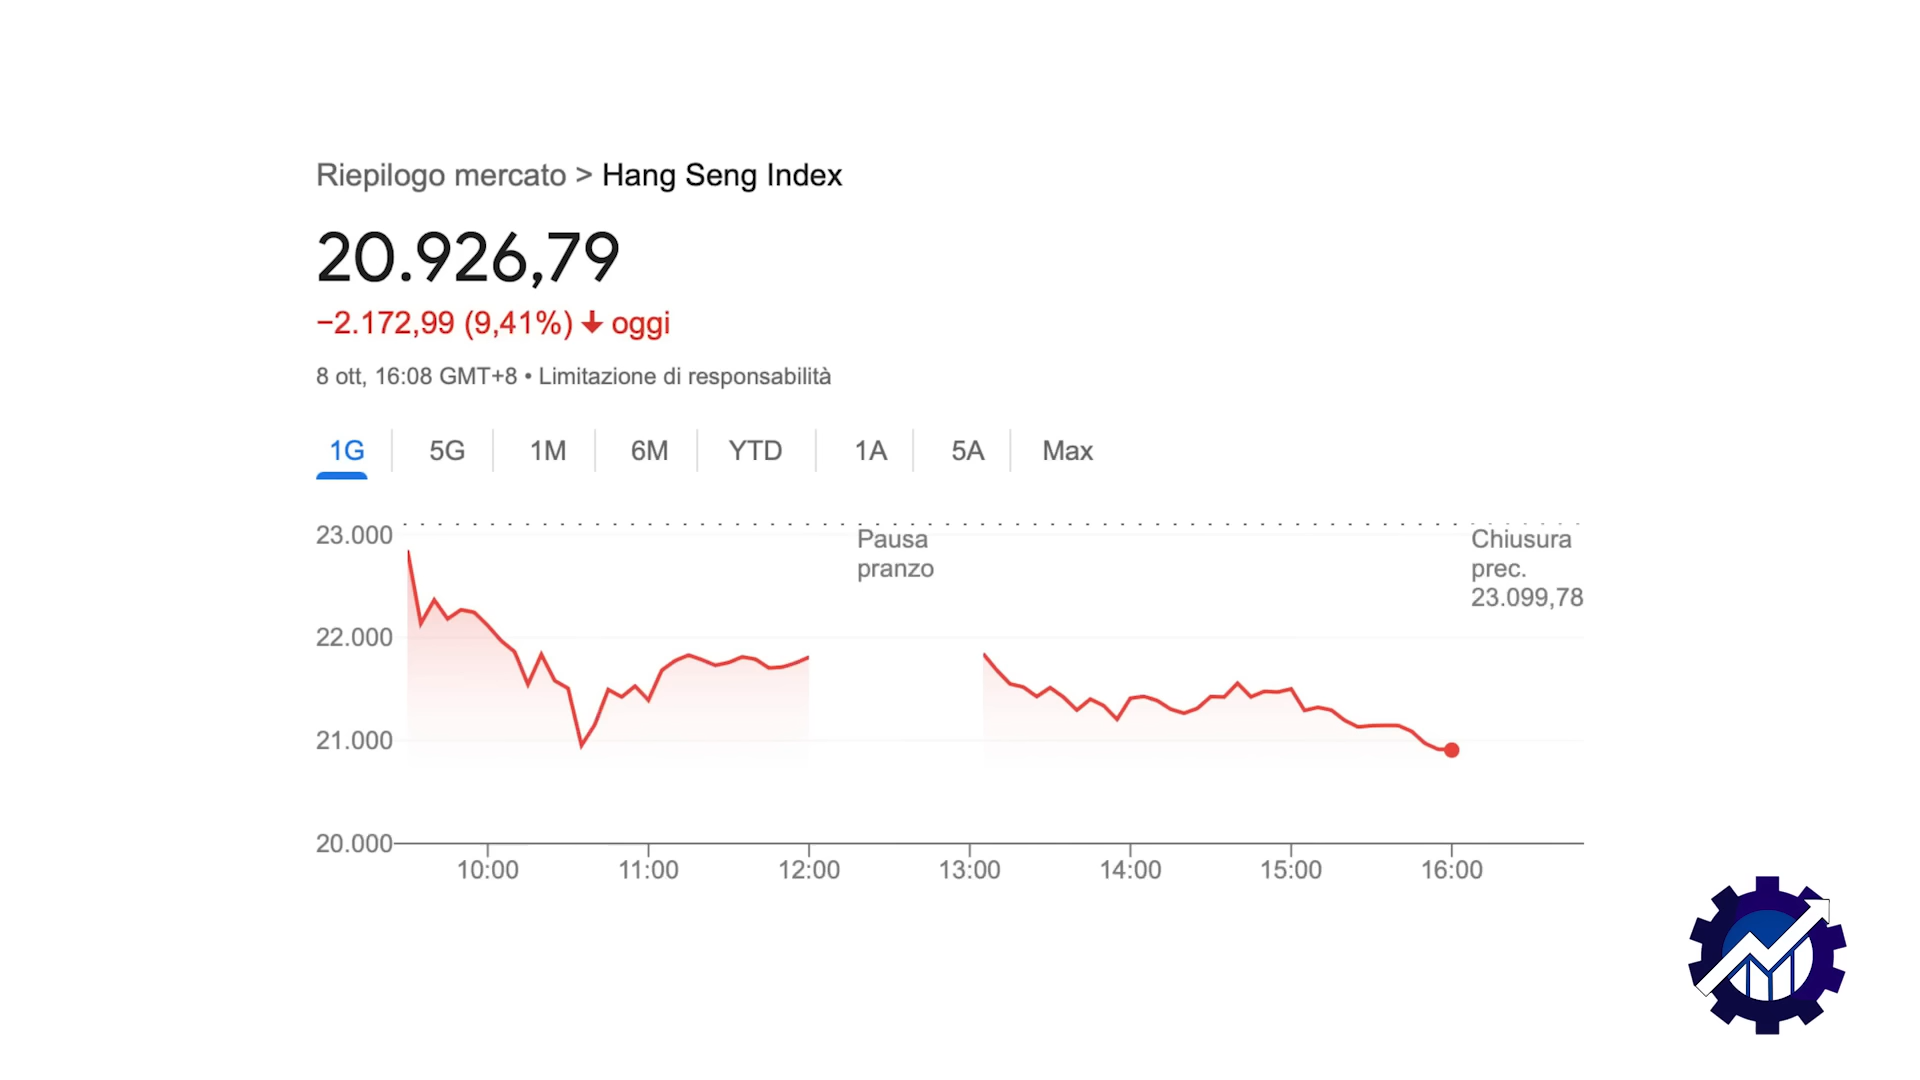 Riepilogo mercato > Hang Seng Index
20.926,79
−2.172,99 (9,41%) ↓ oggi
8 ott, 16:08 GMT+8 • Limitazione di responsabilità
1G 5G 1M 6M YTD 1A 5A Max
23.000
22.000
21.000
20.000
Pausa
pranzo
Chiusura
prec.
23.099,78
10:00 11:00 12:00 13:00 14:00 15:00 16:00